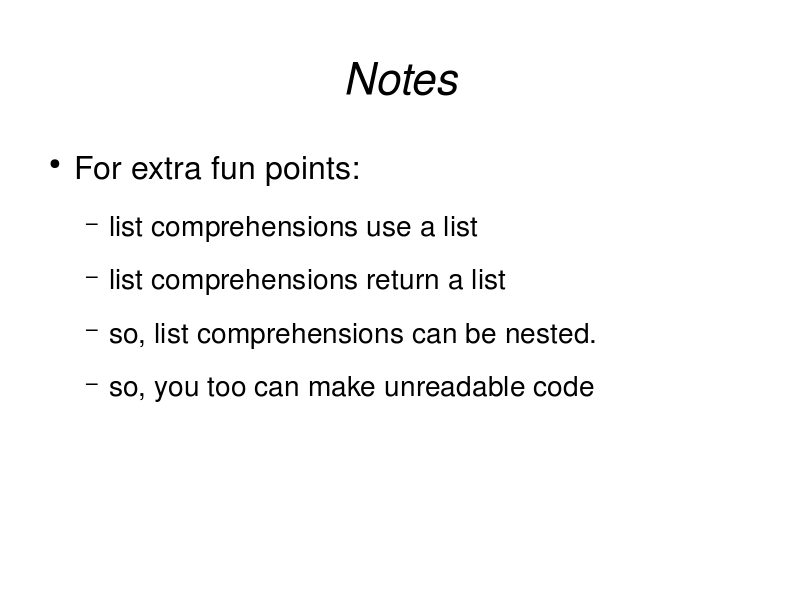 Notes
• For extra fun points:
– list comprehensions use a list
– list comprehensions return a list
– so, list comprehensions can be nested.
– so, you too can make unreadable code